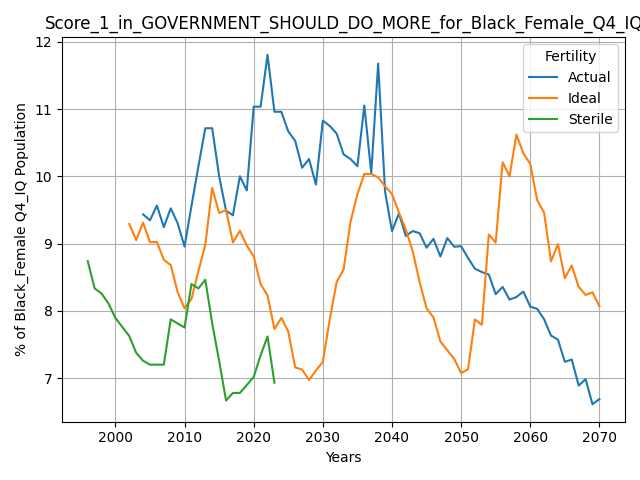 Score_1_in_GOVERNMENT_SHOULD_DO_MORE_for_Black_Female_Q4_IQ
12
11
10
9
8
7
% of Black_Female Q4_IQ Population
Fertility
Actual
Ideal
Sterile
2000 2010 2020 2030 2040 2050 2060 2070
Years